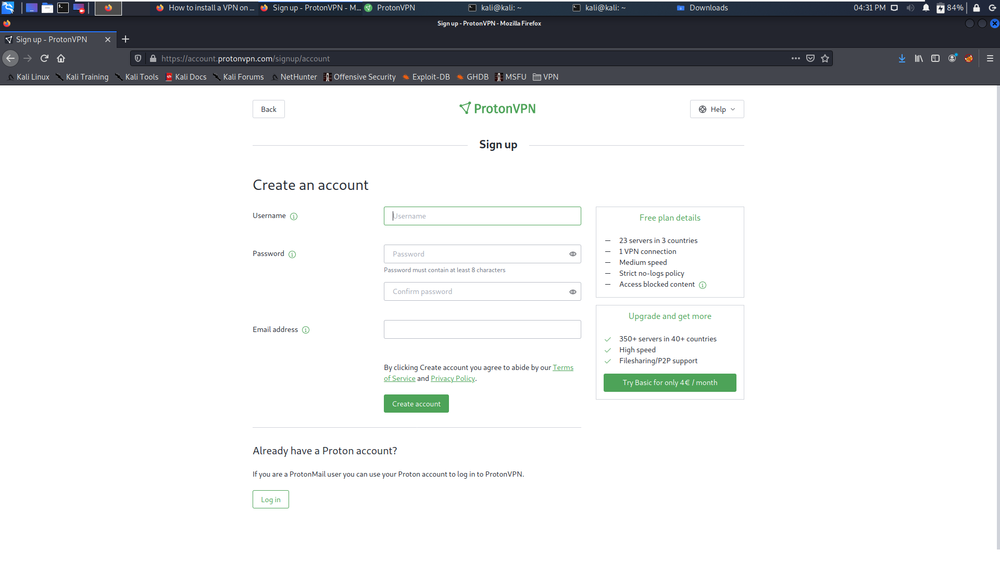 How to install a VPN on ...
Sign up - ProtonVPN - M...
ProtonVPN
kali@kali: ~
kali@kali: ~
Downloads
04:31 PM
84%
Sign up - ProtonVPN - Mozilla Firefox
Sign up - ProtonVPN
https://account.protonvpn.com/signup/account
Kali Linux
Kali Training
Kali Tools
Kali Docs
Kali Forums
NetHunter
Offensive Security
Exploit-DB
GHDB
MSFU
VPN
Back
ProtonVPN
Help
Sign up
Create an account
Username
Username
Password
Password
Password must contain at least 8 characters
Confirm password
Email address
By clicking Create account you agree to abide by our Terms
of Service and Privacy Policy.
Create account
Free plan details
— 23 servers in 3 countries
— 1 VPN connection
— Medium speed
— Strict no-logs policy
— Access blocked content
Upgrade and get more
350+ servers in 40+ countries
High speed
Filesharing/P2P support
Try Basic for only 4€ / month
Already have a Proton account?
If you are a ProtonMail user you can use your Proton account to log in to ProtonVPN.
Log in